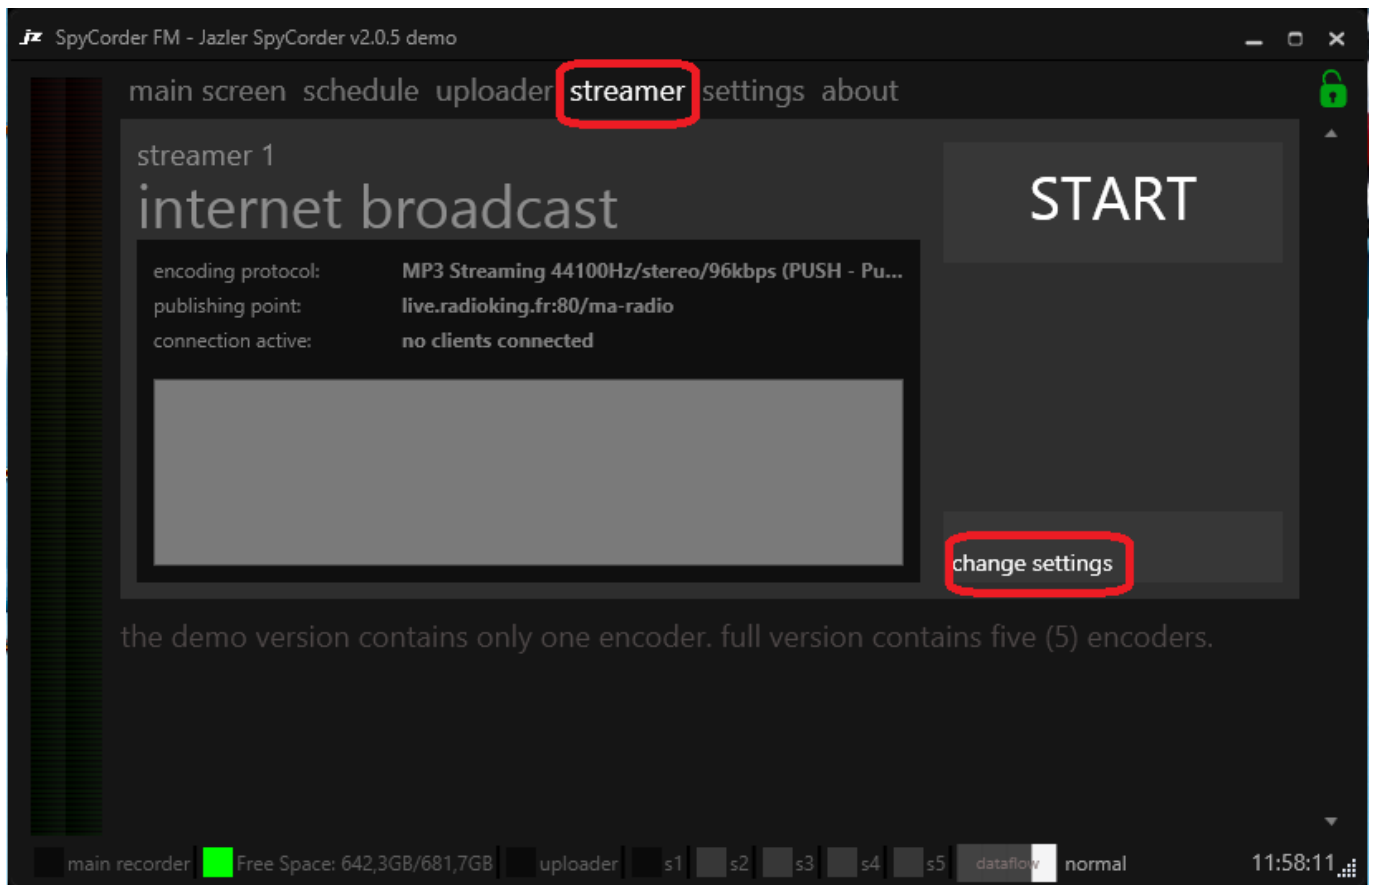 jz SpyCorder FM - Jazler SpyCorder v2.0.5 demo
main screen schedule uploader streamer settings about
streamer 1
internet broadcast
START
encoding protocol: MP3 Streaming 44100Hz/stereo/96kbps (PUSH - Pu...
publishing point: live.radioking.fr:80/ma-radio
connection active: no clients connected
change settings
the demo version contains only one encoder. full version contains five (5) encoders.
main recorder Free Space: 642,3GB/681,7GB uploader s1 s2 s3 s4 s5 dataflow normal 11:58:11